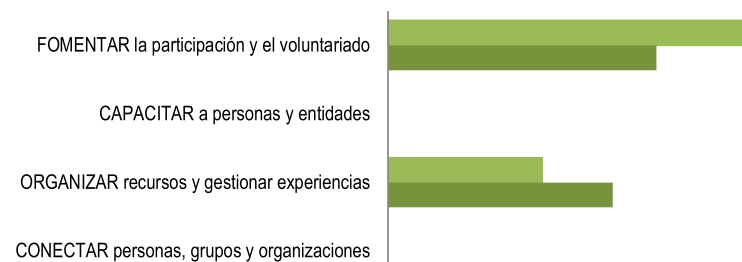 FOMENTAR la participación y el voluntariado
CAPACITAR a personas y entidades
ORGANIZAR recursos y gestionar experiencias
CONECTAR personas, grupos y organizaciones